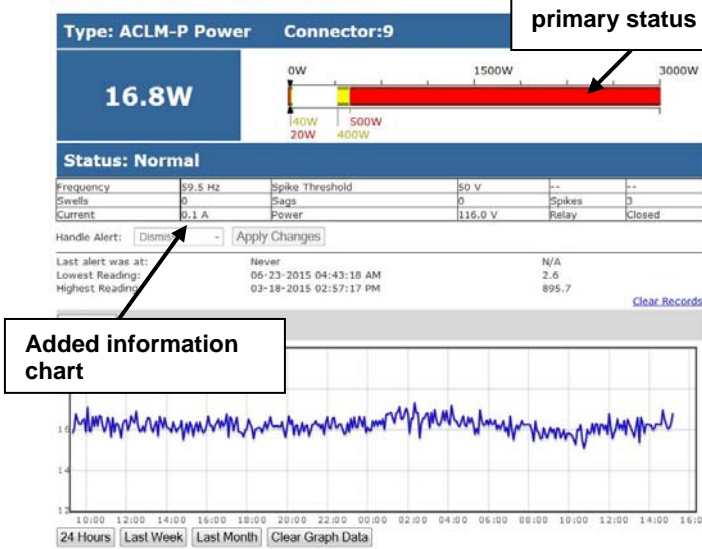 primary status
Type: ACLM-P Power Connector:9
16.8W
0W 1500W 3000W
40W 500W
20W 400W
Status: Normal
Frequency 59.5 Hz Spike Threshold 50 V -- --
Swells 0 Sags 0 Spikes 3
Current 0.1 A Power 116.0 V Relay Closed
Handle Alert: Apply Changes
Last alert was at: Never N/A
Lowest Reading: 06-23-2015 04:43:18 AM 2.6
Highest Reading 03-18-2015 02:57:17 PM 895.7
Clear Records
Added information
chart
16
14
12
10:00 12:00 14:00 16:00 18:00 20:00 22:00 00:00 02:00 04:00 06:00 08:00 10:00 12:00 14:00 16:0
24 Hours Last Week Last Month Clear Graph Data